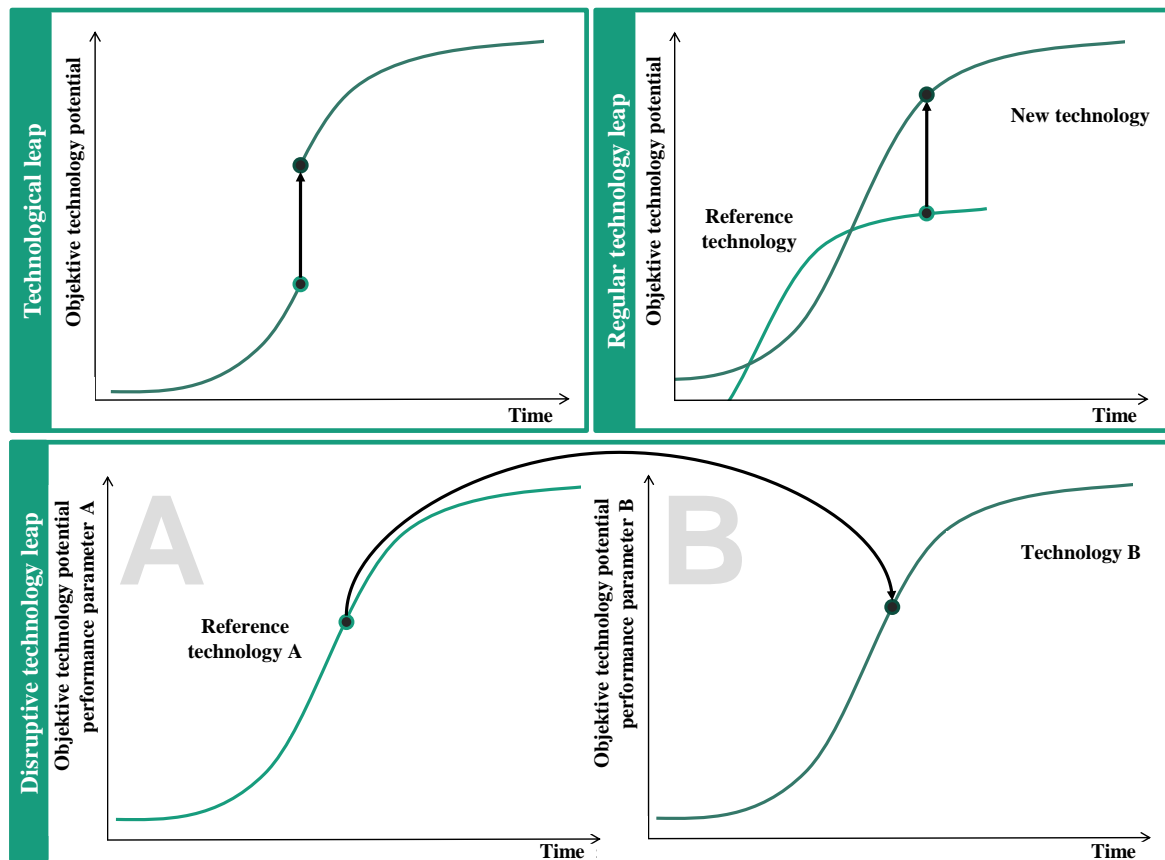 Technological leap
Objektive technology potential
Time
Regular technology leap
Objektive technology potential
New technology
Reference
technology
Time
Disruptive technology leap
Objektive technology potential
performance parameter A
A
Reference
technology A
Time
Objektive technology potential
performance parameter B
B
Technology B
Time